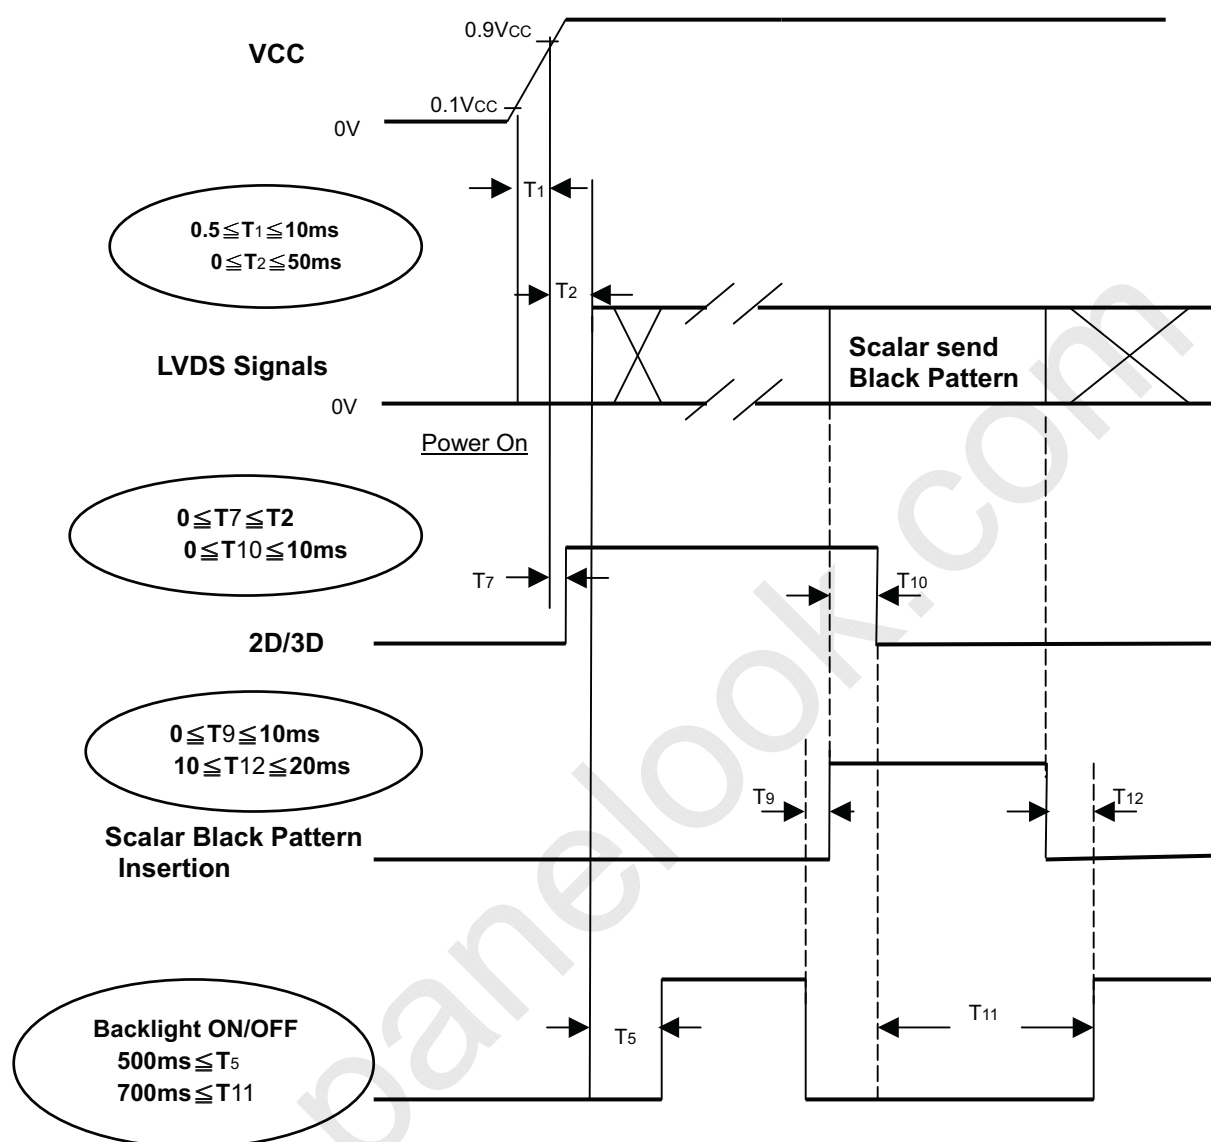 0.9VCC
VCC
0.1VCC
0V
T1
0.5≦T1≦10ms
0≦T2≦50ms
T2
LVDS Signals
Scalar send
Black Pattern
0V
Power On
0≦T7≦T2
0≦T10≦10ms
T7
T10
2D/3D
0≦T9≦10ms
10≦T12≦20ms
T9
T12
Scalar Black Pattern
Insertion
Backlight ON/OFF
500ms≦T5
700ms≦T11
T5
T11
panelook.com